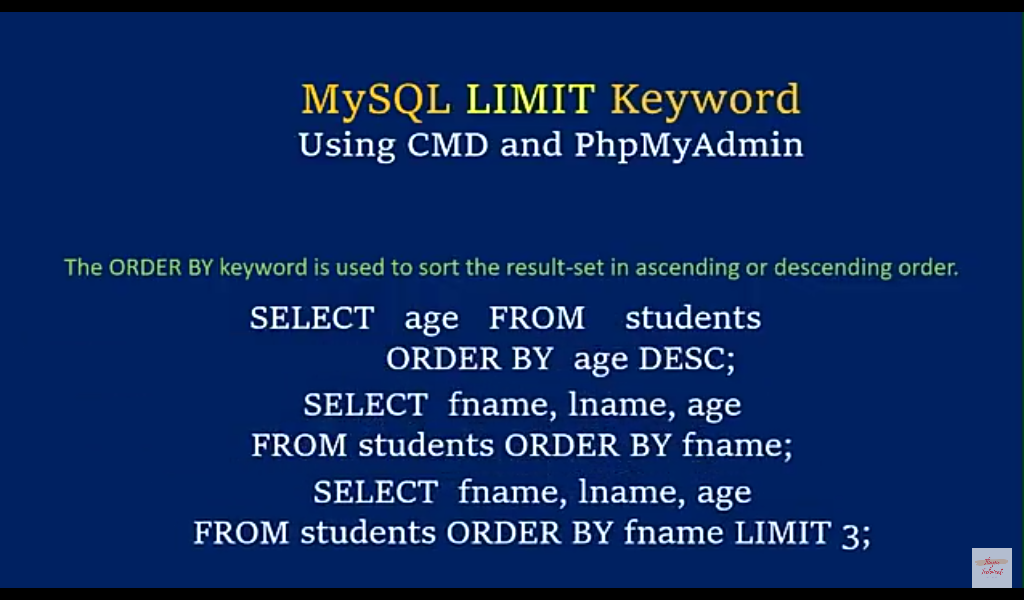 MySQL LIMIT Keyword
Using CMD and PhpMyAdmin
The ORDER BY keyword is used to sort the result-set in ascending or descending order.
SELECT age FROM students
ORDER BY age DESC;
SELECT fname, lname, age
FROM students ORDER BY fname;
SELECT fname, lname, age
FROM students ORDER BY fname LIMIT 3;